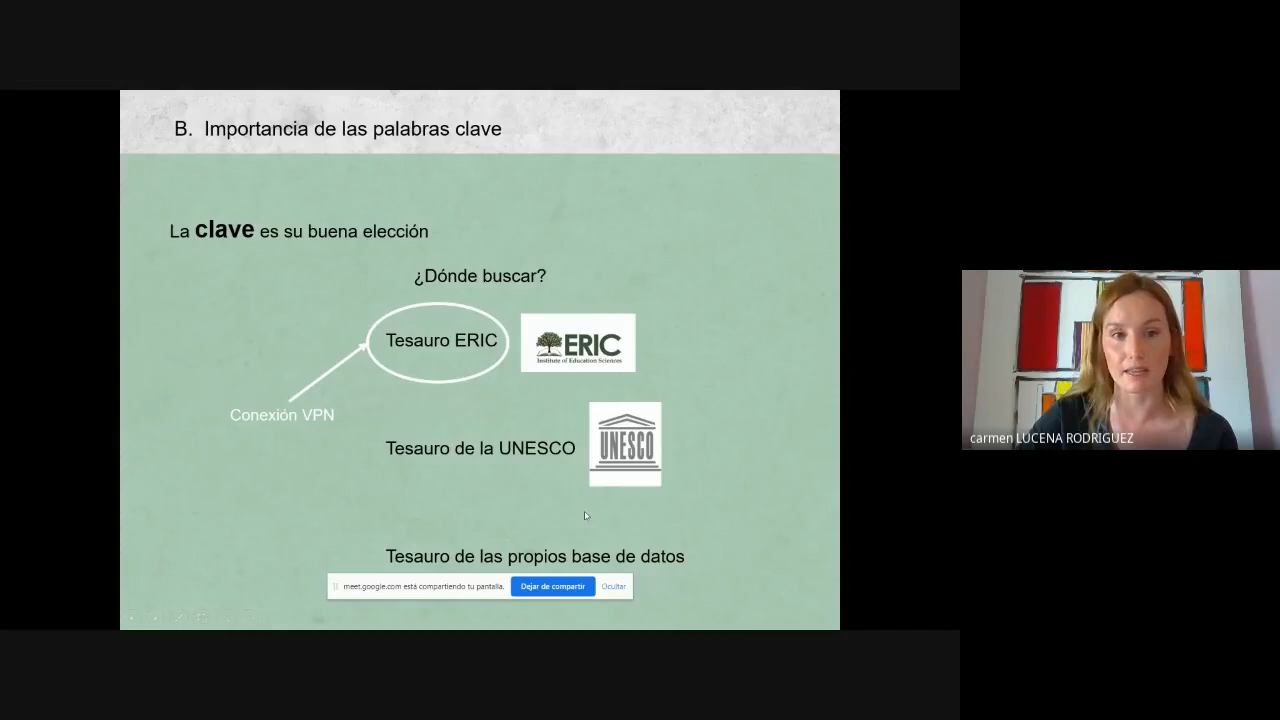 B. Importancia de las palabras clave
La clave es su buena elección
¿Dónde buscar?
Tesauro ERIC
ERIC
Institute of Education Sciences
Conexión VPN
Tesauro de la UNESCO
UNESCO
Tesauro de las propios base de datos
meet.google.com está compartiendo tu pantalla.
Dejar de compartir
Ocultar
carmen LUCENA RODRIGUEZ